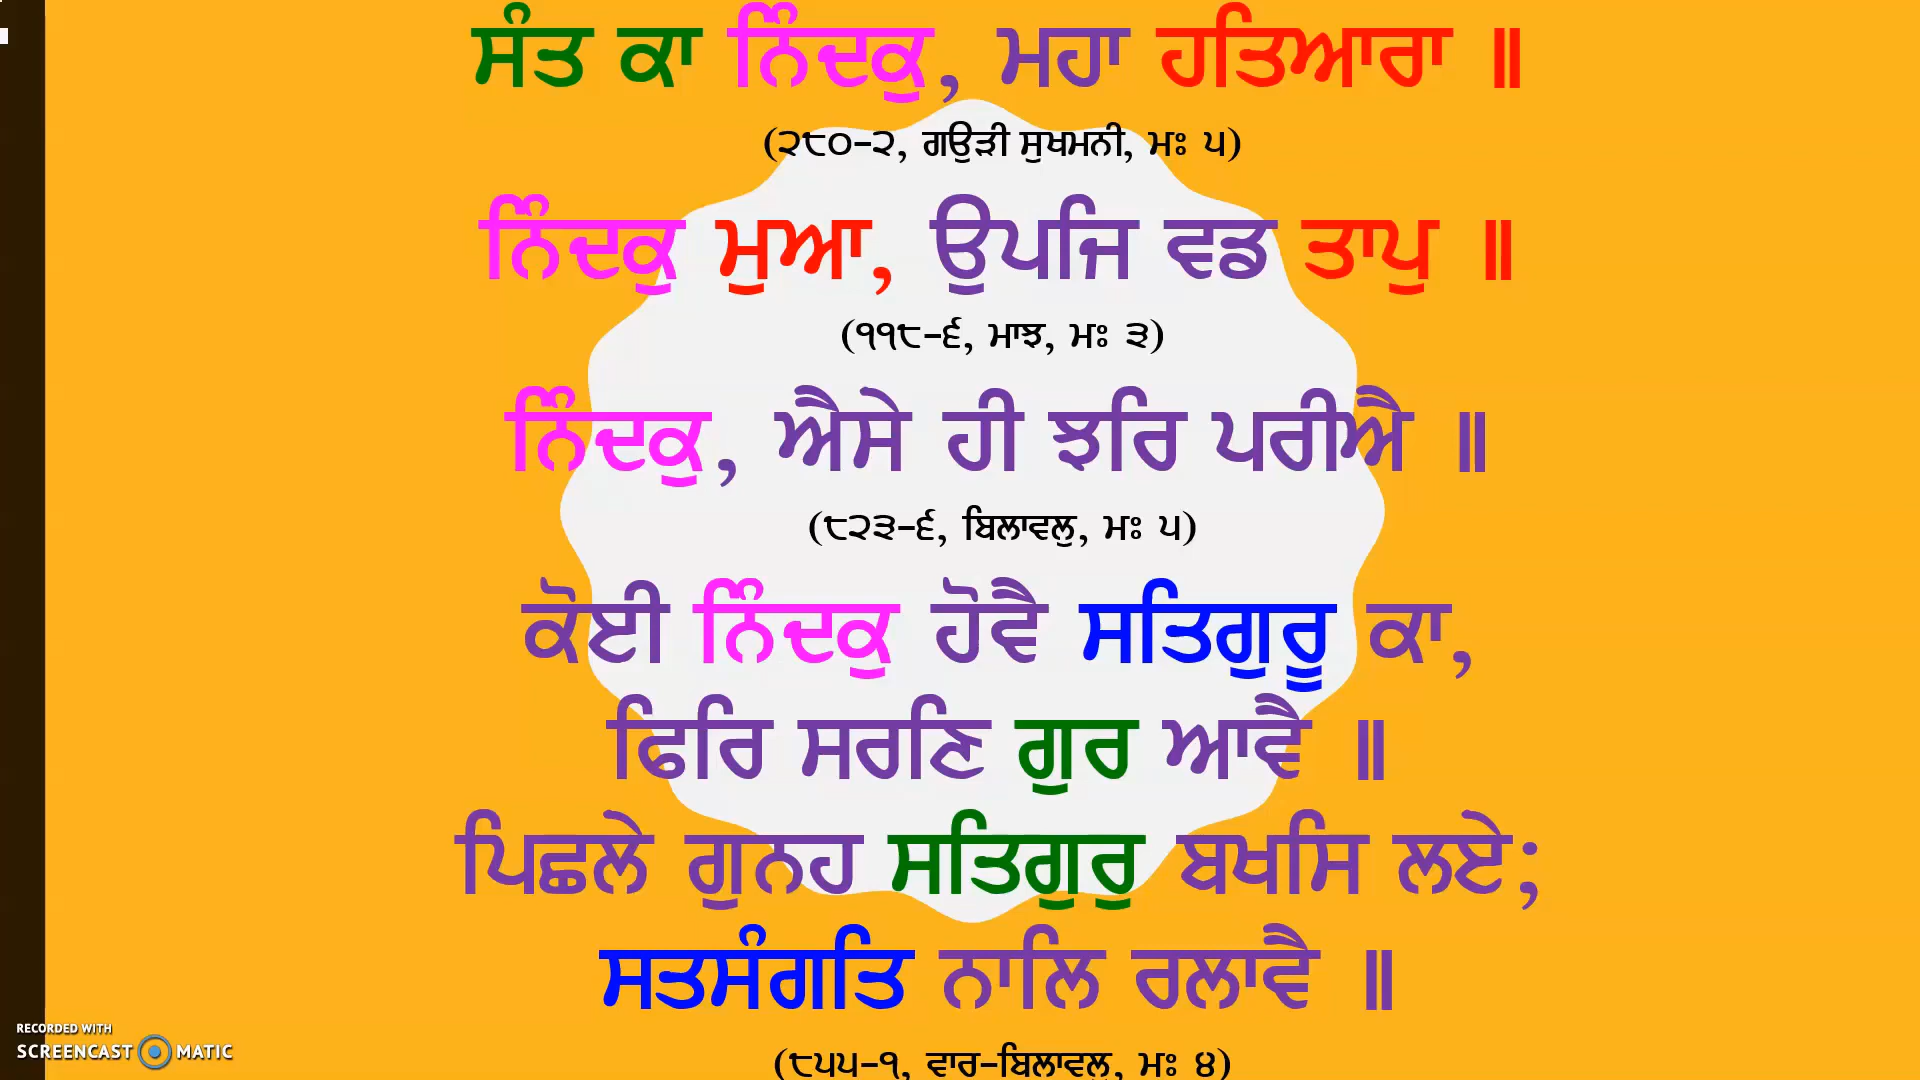 ਸੰਤ ਕਾ ਨਿੰਦਕੁ, ਮਹਾ ਹਤਿਆਰਾ ॥
(੨੮੦-੨, ਗਉੜੀ ਸੁਖਮਨੀ, ਮਃ ੫)
ਨਿੰਦਕੁ ਮੁਆ, ਉਪਜਿ ਵਡ ਤਾਪੁ ॥
(੧੧੮-੬, ਮਾਝ, ਮਃ ੩)
ਨਿੰਦਕੁ, ਐਸੇ ਹੀ ਝਰਿ ਪਰੀਐ ॥
(੮੨੩-੬, ਬਿਲਾਵਲੁ, ਮਃ ੫)
ਕੋਈ ਨਿੰਦਕੁ ਹੋਵੈ ਸਤਿਗੁਰੂ ਕਾ,
ਫਿਰਿ ਸਰਣਿ ਗੁਰ ਆਵੈ ॥
ਪਿਛਲੇ ਗੁਨਹ ਸਤਿਗੁਰੁ ਬਖਸਿ ਲਏ;
ਸਤਸੰਗਤਿ ਨਾਲਿ ਰਲਾਵੈ ॥
(੮੫੫-੧, ਵਾਰ-ਬਿਲਾਵਲੁ, ਮਃ ੪)
RECORDED WITH
SCREENCAST MATIC